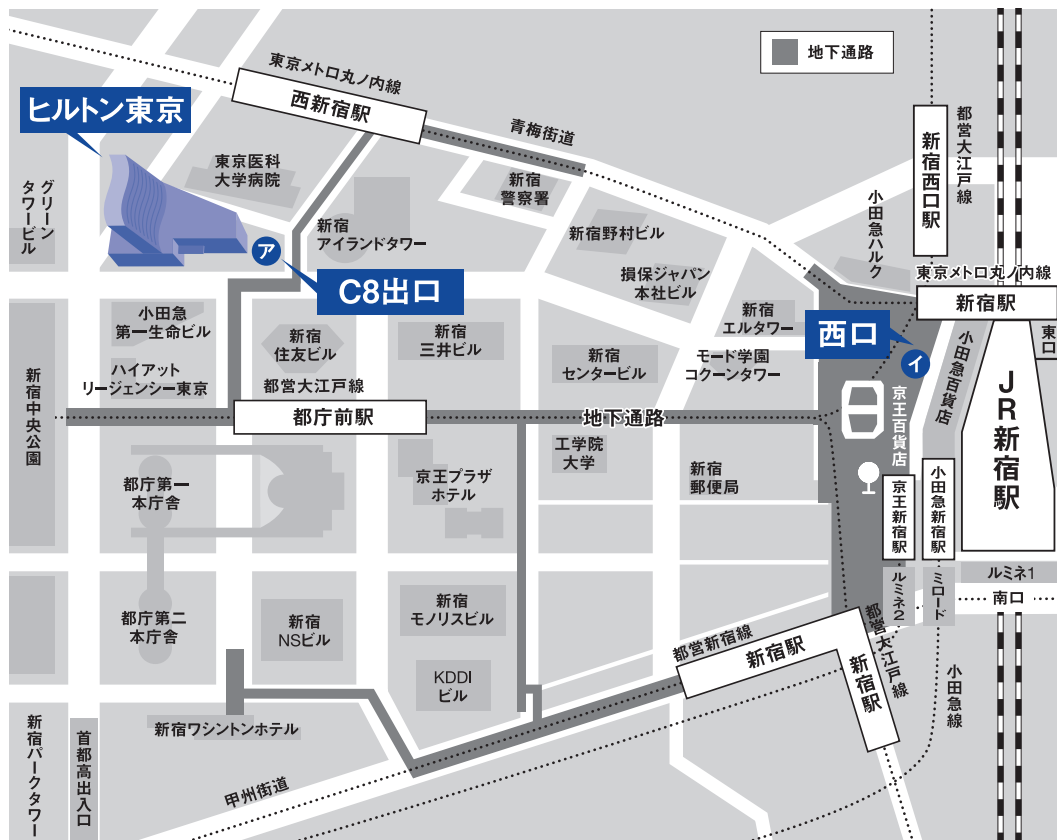 地下通路
東京メトロ丸ノ内線
西新宿駅
ヒルトン東京
青梅街道
都営大江戸線
新宿西口駅
東京医科
大学病院
新宿
警察署
グリーン
タワービル
新宿
アイランドタワー
新宿野村ビル
小田急ハルク
ア
C8出口
損保ジャパン
本社ビル
東京メトロ丸ノ内線
新宿駅
小田急
第一生命ビル
新宿
住友ビル
新宿
三井ビル
新宿
エルタワー
西口
イ
東口
小田急百貨店
新宿
センタービル
モード学園
コクーンタワー
ハイアット
リージェンシー東京
都営大江戸線
新宿中央公園
都庁前駅
地下通路
京王百貨店
JR新宿駅
工学院
大学
都庁第一
本庁舎
京王プラザ
ホテル
新宿
郵便局
京王新宿駅
小田急新宿駅
ルミネ1
ルミネ2
ミロード
南口
都庁第二
本庁舎
新宿
NSビル
新宿
モノリスビル
都営新宿線
新宿駅
都営大江戸線
新宿駅
KDDI
ビル
小田急線
新宿ワシントンホテル
新宿パークタワー
首都高出入口
甲州街道